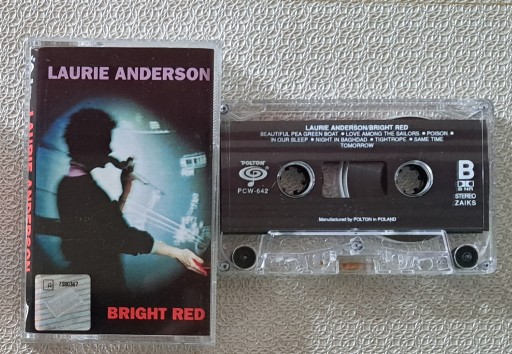 LAURIE ANDERSON
LAURIE ANDERSON
7590367
BRIGHT RED
LAURIE ANDERSON/BRIGHT RED
BEAUTIFUL PEA GREEN BOAT • LOVE AMONG THE SAILORS • POISON •
IN OUR SLEEP • NIGHT IN BAGHDAD • TIGHTROPE • SAME TIME
TOMORROW
"POLTON"
PCW-642
B
B NR
STEREO
ZAIKS
Manufactured by POLTON in POLAND